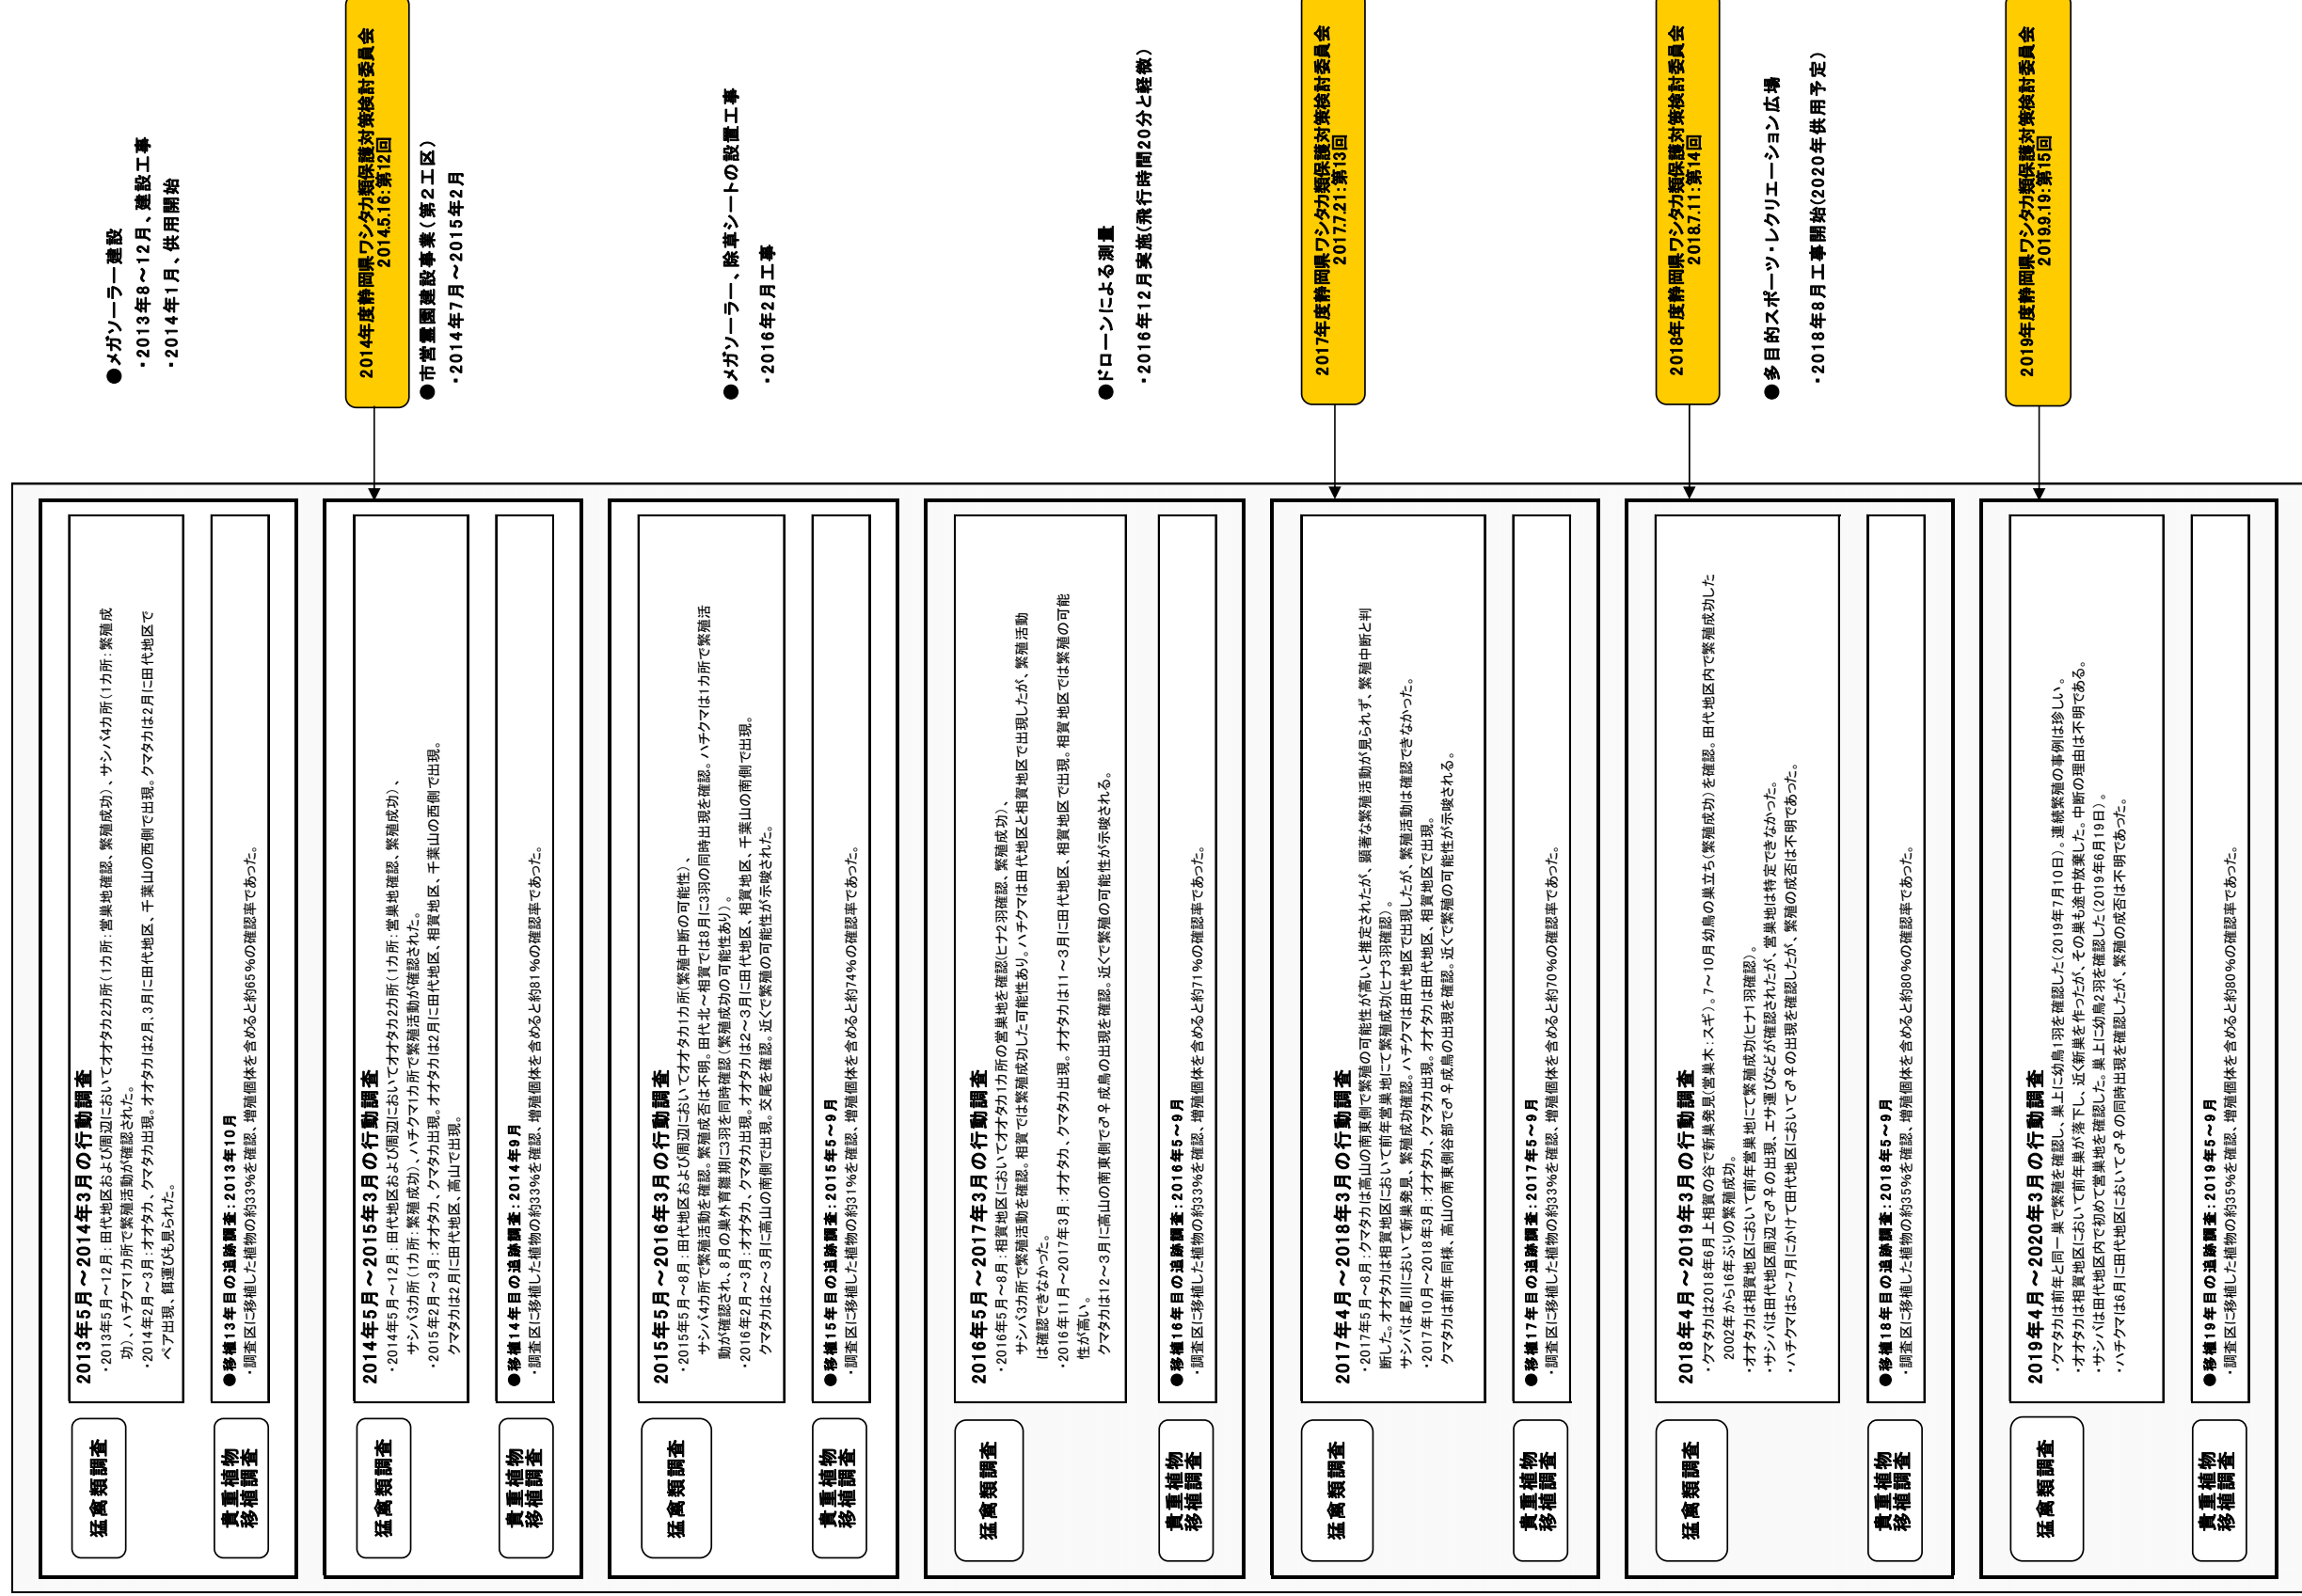 猛禽類調査
2013年5月～2014年3月の行動調査
・2013年5月～12月：田代地区および周辺においてオオタカ2カ所（1カ所：営巣地確認、繁殖成功）、サシバ4カ所（1カ所：繁殖成
功）、ハチクマ1カ所で繁殖活動が確認された。
・2014年2月～3月：オオタカ、クマタカ出現。オオタカは2月、3月に田代地区、千葉山の西側で出現。クマタカは2月に田代地区で
ペア出現、餌運びも見られた。
貴重植物
移植調査
●移植13年目の追跡調査：2013年10月
・調査区に移植した植物の約33％を確認、増殖個体を含めると約65％の確認率であった。
●メガソーラー建設
・2013年8～12月、建設工事
・2014年1月、供用開始
2014年度静岡県ワシタカ類保護対策検討委員会
2014.5.16：第12回
猛禽類調査
2014年5月～2015年3月の行動調査
・2014年5月～12月：田代地区および周辺においてオオタカ2カ所（1カ所：営巣地確認、繁殖成功）、
サシバ3カ所（1カ所：繁殖成功）、ハチクマ1カ所で繁殖活動が確認された。
・2015年2月～3月：オオタカ、クマタカ出現。オオタカは2月に田代地区、相賀地区、千葉山の西側で出現。
クマタカは2月に田代地区、高山で出現。
貴重植物
移植調査
●移植14年目の追跡調査：2014年9月
・調査区に移植した植物の約33％を確認、増殖個体を含めると約81％の確認率であった。
●市営霊園建設事業（第2工区）
・2014年7月～2015年2月
猛禽類調査
2015年5月～2016年3月の行動調査
・2015年5月～8月：田代地区および周辺においてオオタカ1カ所（繁殖中断の可能性）、
サシバ4カ所で繁殖活動を確認。繁殖成否は不明。田代北～相賀では8月に3羽の同時出現を確認。ハチクマは1カ所で繁殖活
動が確認され、8月の巣外育雛期に3羽を同時確認（繁殖成功の可能性あり）。
・2016年2月～3月：オオタカ、クマタカ出現。オオタカは2～3月に田代地区、相賀地区、千葉山の南側で出現。
クマタカは2～3月に高山の南側で出現。交尾を確認。近くで繁殖の可能性が示唆された。
貴重植物
移植調査
●移植15年目の追跡調査：2015年5～9月
・調査区に移植した植物の約31％を確認、増殖個体を含めると約74％の確認率であった。
●メガソーラー、除草シートの設置工事
・2016年2月工事
猛禽類調査
2016年5月～2017年3月の行動調査
・2016年5月～8月：相賀地区においてオオタカ1カ所の営巣地を確認（ヒナ2羽確認、繁殖成功）、
サシバ3カ所で繁殖活動を確認。相賀では繁殖成功した可能性あり。ハチクマは田代地区と相賀地区で出現したが、繁殖活動
は確認できなかった。
・2016年11月～2017年3月：オオタカ、クマタカ出現。オオタカは11～3月に田代地区、相賀地区で出現。相賀地区では繁殖の可能
性が高い。
クマタカは12～3月に高山の南東側で♂♀成鳥の出現を確認。近くで繁殖の可能性が示唆される。
貴重植物
移植調査
●移植16年目の追跡調査：2016年5～9月
・調査区に移植した植物の約33％を確認、増殖個体を含めると約71％の確認率であった。
●ドローンによる測量
・2016年12月実施（飛行時間20分と軽微）
2017年度静岡県ワシタカ類保護対策検討委員会
2017.7.21：第13回
猛禽類調査
2017年4月～2018年3月の行動調査
・2017年5月～8月：クマタカは高山の南東側で繁殖の可能性が高いと推定されたが、顕著な繁殖活動が見られず、繁殖中断と判
断した。オオタカは相賀地区において前年営巣地にて繁殖成功（ヒナ3羽確認）。
サシバは尾川において新巣発見、繁殖成功確認。ハチクマは田代地区で出現したが、繁殖活動は確認できなかった。
・2017年10月～2018年3月：オオタカ、クマタカ出現。オオタカは田代地区、相賀地区で出現。
クマタカは前年同様、高山の南東側谷部で♂♀成鳥の出現を確認。近くで繁殖の可能性が示唆される。
貴重植物
移植調査
●移植17年目の追跡調査：2017年5～9月
・調査区に移植した植物の約33％を確認、増殖個体を含めると約70％の確認率であった。
2018年度静岡県ワシタカ類保護対策検討委員会
2018.7.11：第14回
猛禽類調査
2018年4月～2019年3月の行動調査
・クマタカは2018年6月上相賀の谷で新巣発見（営巣木：スギ）。7～10月幼鳥の巣立ち（繁殖成功）を確認。田代地区内で繁殖成功した
2002年から16年ぶりの繁殖成功。
・オオタカは相賀地区において前年営巣地にて繁殖成功（ヒナ1羽確認）。
・サシバは田代地区周辺で♂♀の出現、エサ運びなどが確認されたが、営巣地は特定できなかった。
・ハチクマは5～7月にかけて田代地区において♂♀の出現を確認したが、繁殖の成否は不明であった。
貴重植物
移植調査
●移植18年目の追跡調査：2018年5～9月
・調査区に移植した植物の約35％を確認、増殖個体を含めると約80％の確認率であった。
●多目的スポーツ・レクリエーション広場
・2018年8月工事開始（2020年供用予定）
2019年度静岡県ワシタカ類保護対策検討委員会
2019.9.19：第15回
猛禽類調査
2019年4月～2020年3月の行動調査
・クマタカは前年と同一巣で繁殖を確認し、巣上に幼鳥1羽を確認した（2019年7月10日）。連続繁殖の事例は珍しい。
・オオタカは相賀地区において前年巣が落下し、近く新巣を作ったが、その巣も途中放棄した。中断の理由は不明である。
・サシバは田代地区内で初めて営巣地を確認した。巣上に幼鳥2羽を確認した（2019年6月19日）。
・ハチクマは6月に田代地区において♂♀の同時出現を確認したが、繁殖の成否は不明であった。
貴重植物
移植調査
●移植19年目の追跡調査：2019年5～9月
・調査区に移植した植物の約35％を確認、増殖個体を含めると約80％の確認率であった。